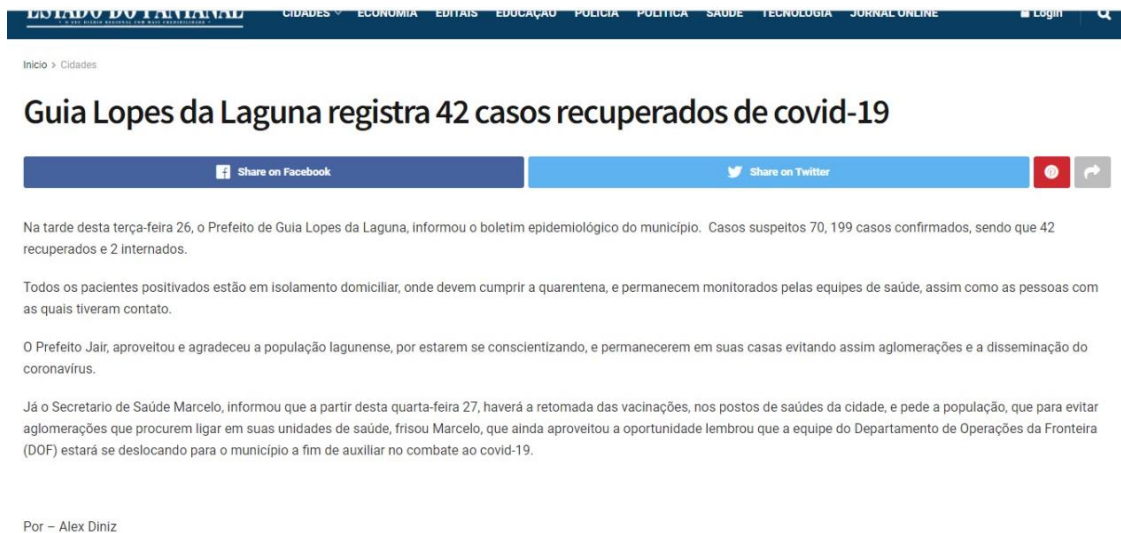 ESTADO DO PANTANAL
CIDADES ECONOMIA EDITAIS EDUCAÇÃO POLÍCIA POLÍTICA SAÚDE TECNOLOGIA JORNAL ONLINE Login
Inicio > Cidades
Guia Lopes da Laguna registra 42 casos recuperados de covid-19
Share on Facebook Share on Twitter
Na tarde desta terça-feira 26, o Prefeito de Guia Lopes da Laguna, informou o boletim epidemiológico do município. Casos suspeitos 70, 199 casos confirmados, sendo que 42
recuperados e 2 internados.
Todos os pacientes positivados estão em isolamento domiciliar, onde devem cumprir a quarentena, e permanecem monitorados pelas equipes de saúde, assim como as pessoas com
as quais tiveram contato.
O Prefeito Jair, aproveitou e agradeceu a população lagunense, por estarem se conscientizando, e permanecerem em suas casas evitando assim aglomerações e a disseminação do
coronavírus.
Já o Secretario de Saúde Marcelo, informou que a partir desta quarta-feira 27, haverá a retomada das vacinações, nos postos de saúdes da cidade, e pede a população, que para evitar
aglomerações que procurem ligar em suas unidades de saúde, frisou Marcelo, que ainda aproveitou a oportunidade lembrou que a equipe do Departamento de Operações da Fronteira
(DOF) estará se deslocando para o município a fim de auxiliar no combate ao covid-19.
Por – Alex Diniz